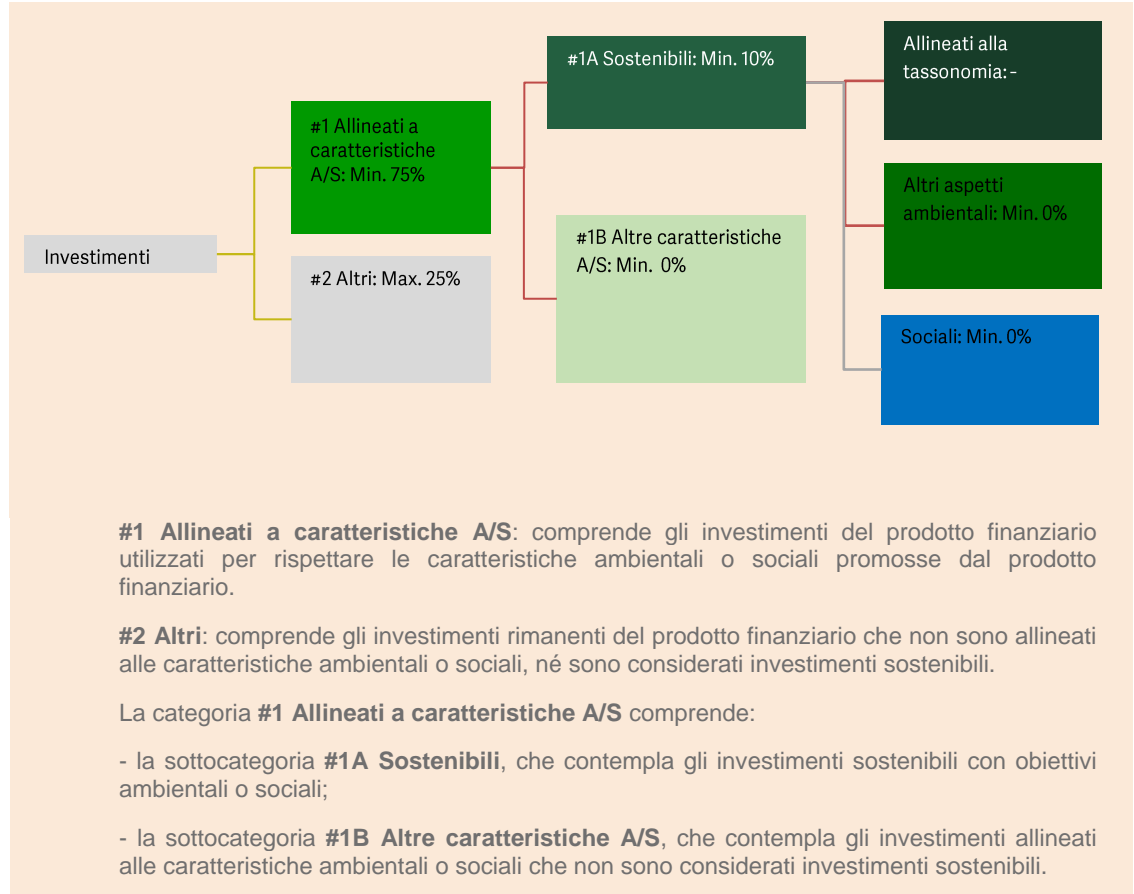 Investimenti
#1 Allineati a
caratteristiche
A/S: Min. 75%
#2 Altri: Max. 25%
#1A Sostenibili: Min. 10%
#1B Altre caratteristiche
A/S: Min. 0%
Allineati alla
tassonomia: -
Altri aspetti
ambientali: Min. 0%
Sociali: Min. 0%
#1 Allineati a caratteristiche A/S: comprende gli investimenti del prodotto finanziario
utilizzati per rispettare le caratteristiche ambientali o sociali promosse dal prodotto
finanziario.
#2 Altri: comprende gli investimenti rimanenti del prodotto finanziario che non sono allineati
alle caratteristiche ambientali o sociali, né sono considerati investimenti sostenibili.
La categoria #1 Allineati a caratteristiche A/S comprende:
- la sottocategoria #1A Sostenibili, che contempla gli investimenti sostenibili con obiettivi
ambientali o sociali;
- la sottocategoria #1B Altre caratteristiche A/S, che contempla gli investimenti allineati
alle caratteristiche ambientali o sociali che non sono considerati investimenti sostenibili.